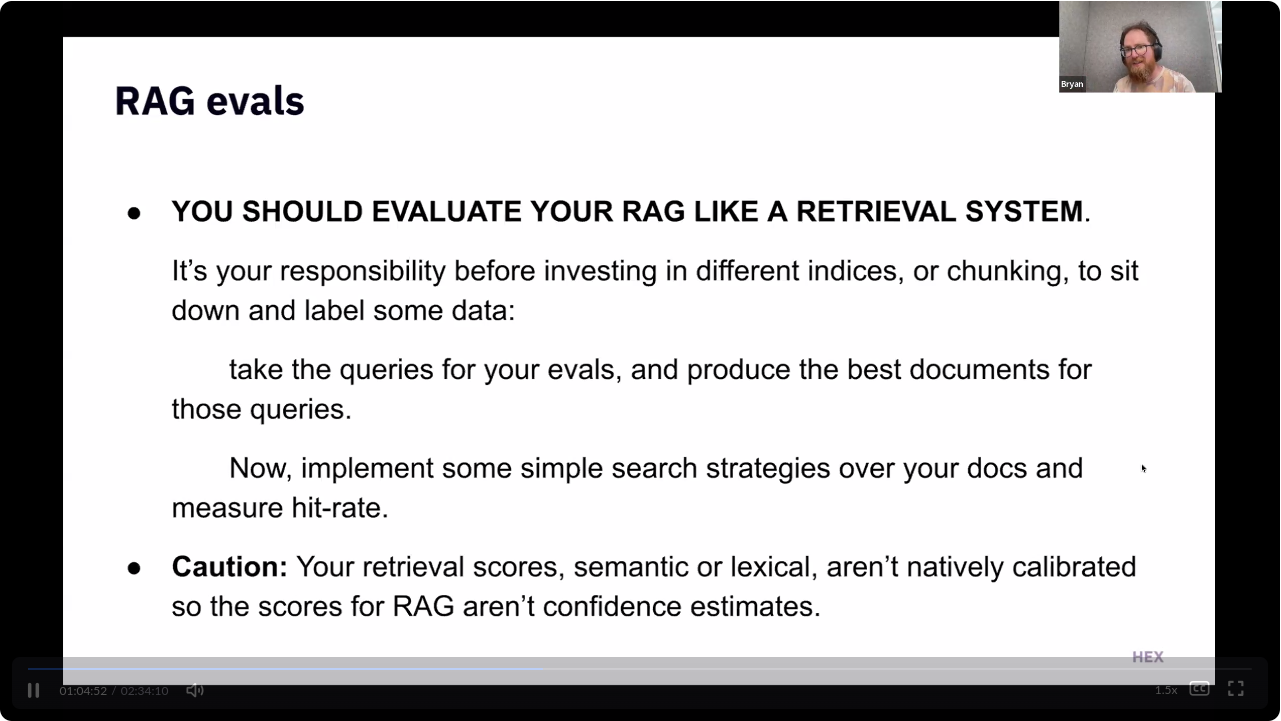 Bryan
RAG evals
● YOU SHOULD EVALUATE YOUR RAG LIKE A RETRIEVAL SYSTEM.
It’s your responsibility before investing in different indices, or chunking, to sit
down and label some data:
take the queries for your evals, and produce the best documents for
those queries.
Now, implement some simple search strategies over your docs and
measure hit-rate.
● Caution: Your retrieval scores, semantic or lexical, aren’t natively calibrated
so the scores for RAG aren’t confidence estimates.
HEX
01:04:52 / 02:34:10
1.5x CC